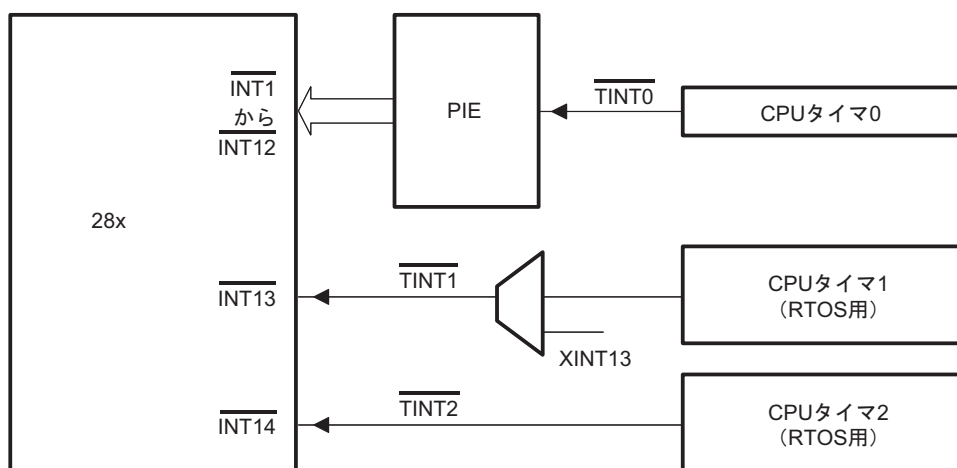 INT1
から
INT12
PIE
TINT0
CPUタイマ0
28x
INT13
TINT1
XINT13
CPUタイマ1
(RTOS用)
INT14
TINT2
CPUタイマ2
(RTOS用)